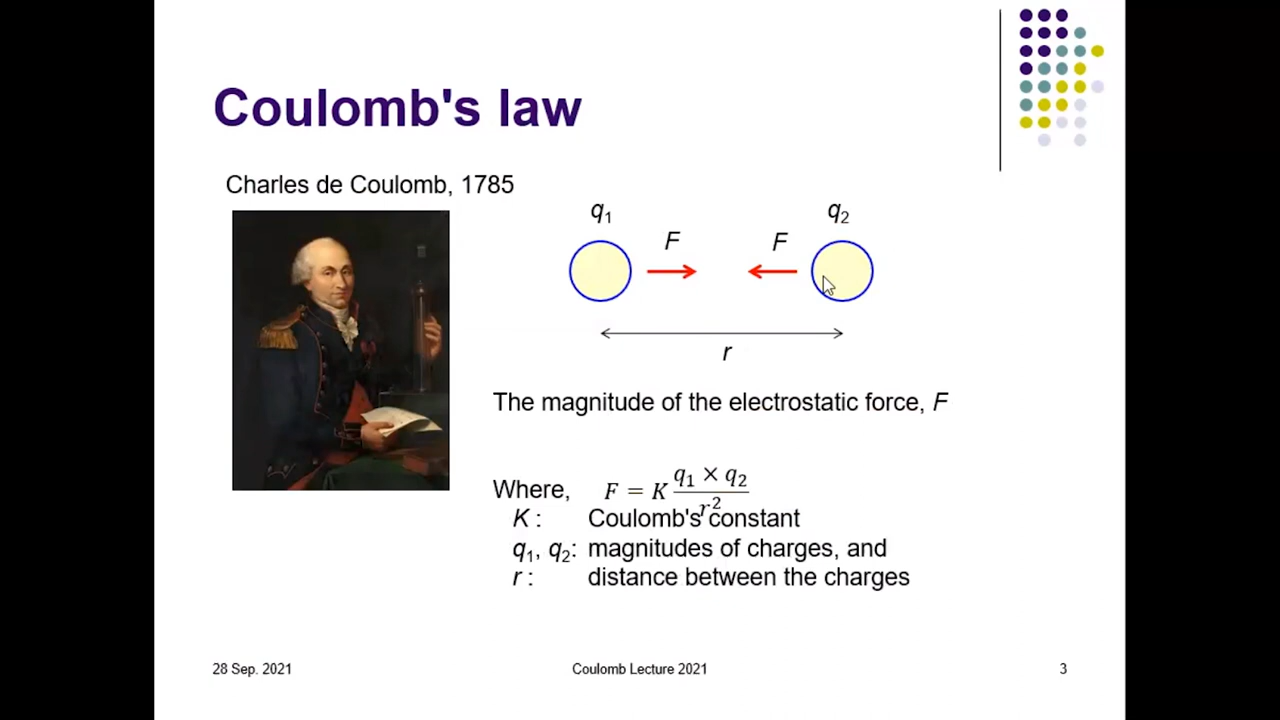 Coulomb's law
Charles de Coulomb, 1785
q₁ q₂
F F
r
The magnitude of the electrostatic force, F
Where, F = K (q₁ × q₂)/r²
K : Coulomb's constant
q₁, q₂: magnitudes of charges, and
r : distance between the charges
28 Sep. 2021 Coulomb Lecture 2021 3